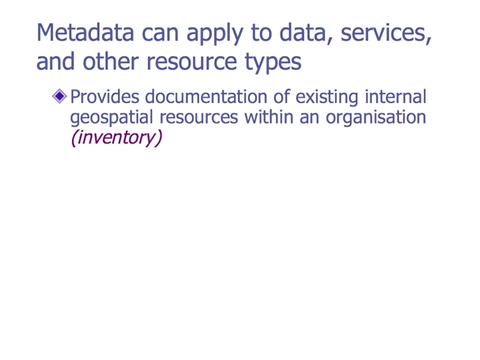 Metadata can apply to data, services,
and other resource types
Provides documentation of existing internal
geospatial resources within an organisation
(inventory)